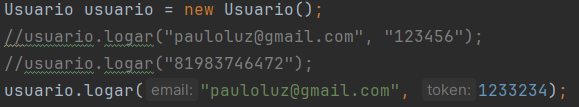 Usuario usuario = new Usuario();
//usuario.logar("pauloluz@gmail.com", "123456");
//usuario.logar("81983746472");
usuario.logar( email: "pauloluz@gmail.com", token: 1233234);